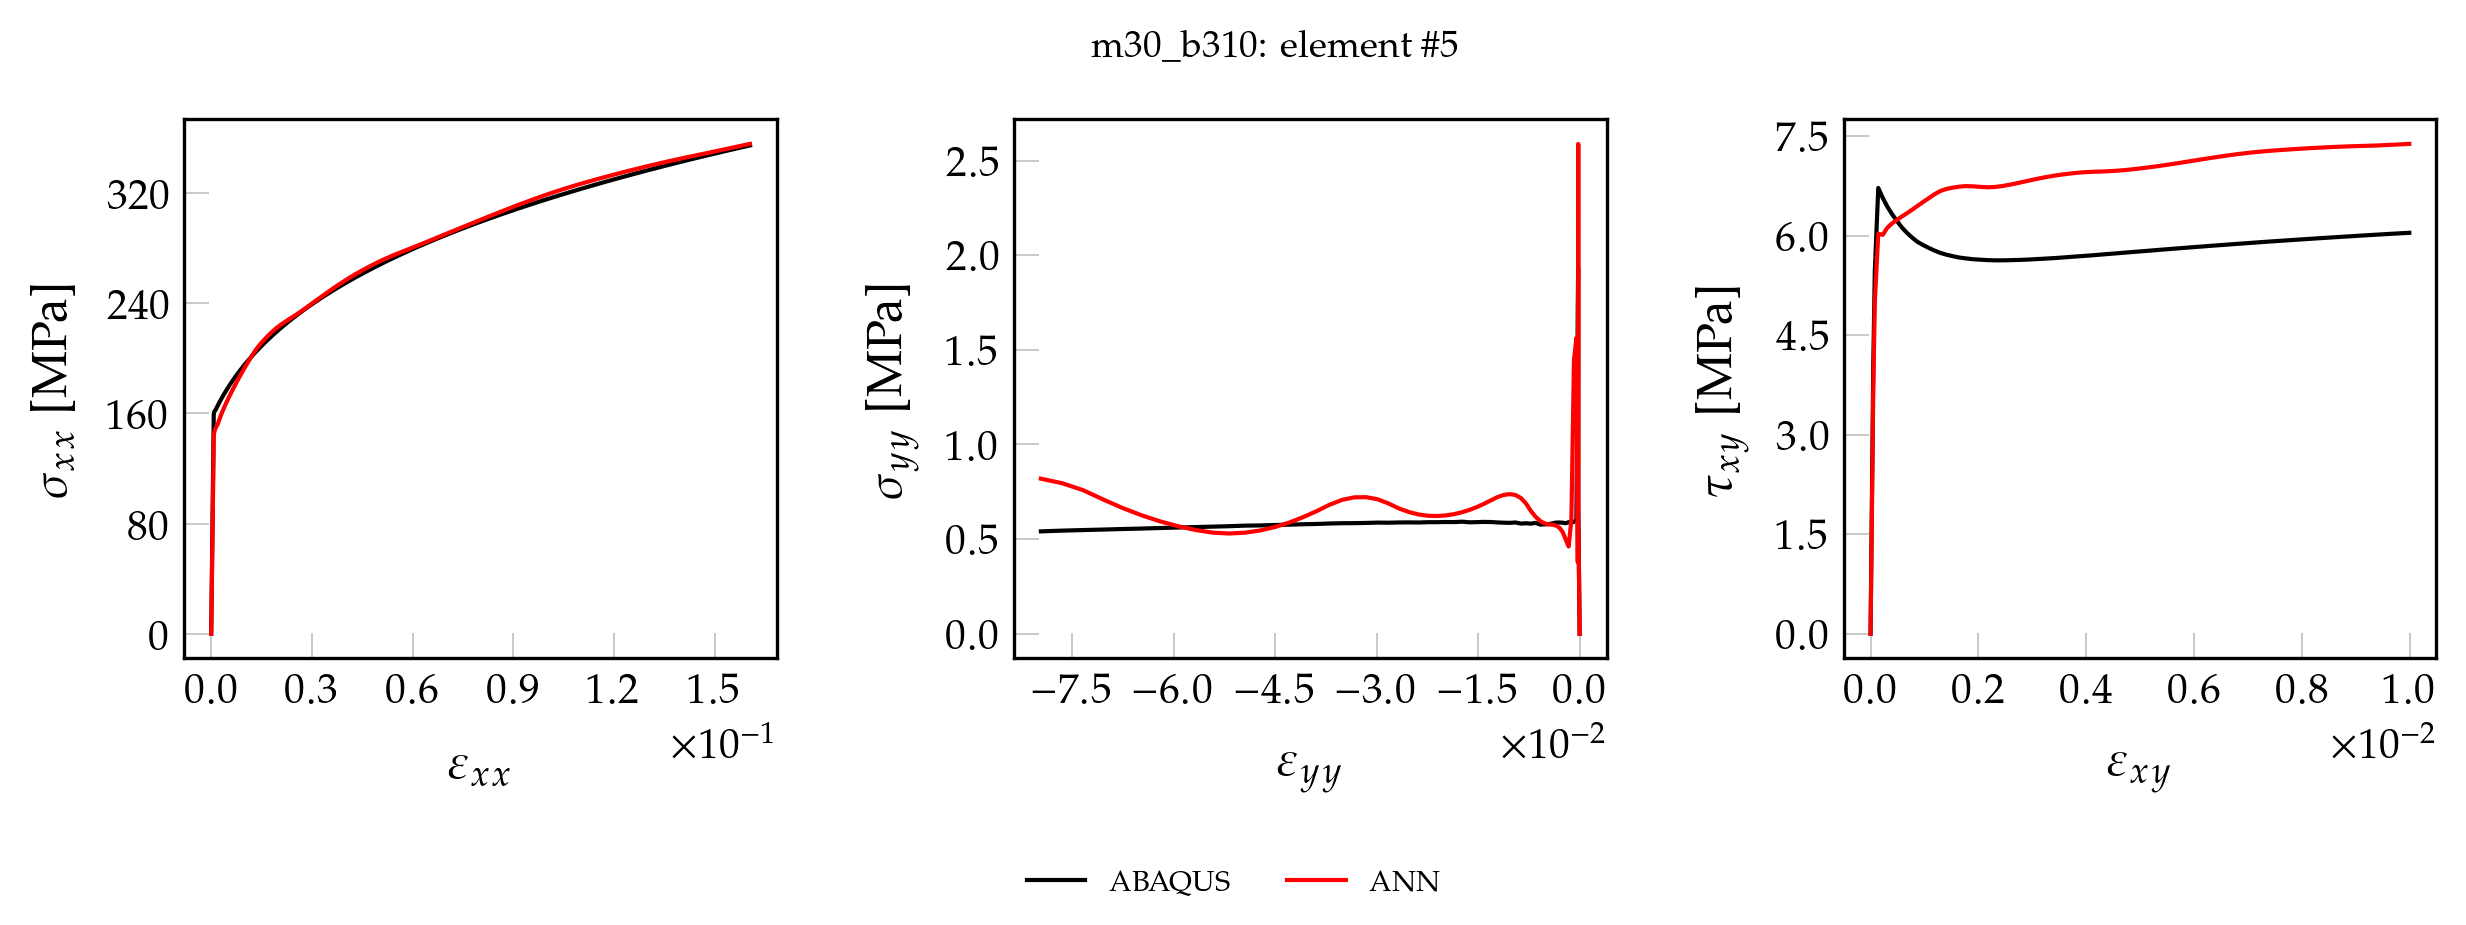 m30_b310: element #5
σxx [MPa]
320
240
160
80
0
0.0 0.3 0.6 0.9 1.2 1.5
×10−1
εxx
σyy [MPa]
2.5
2.0
1.5
1.0
0.5
0.0
−7.5 −6.0 −4.5 −3.0 −1.5 0.0
×10−2
εyy
τxy [MPa]
7.5
6.0
4.5
3.0
1.5
0.0
0.0 0.2 0.4 0.6 0.8 1.0
×10−2
εxy
ABAQUS ANN